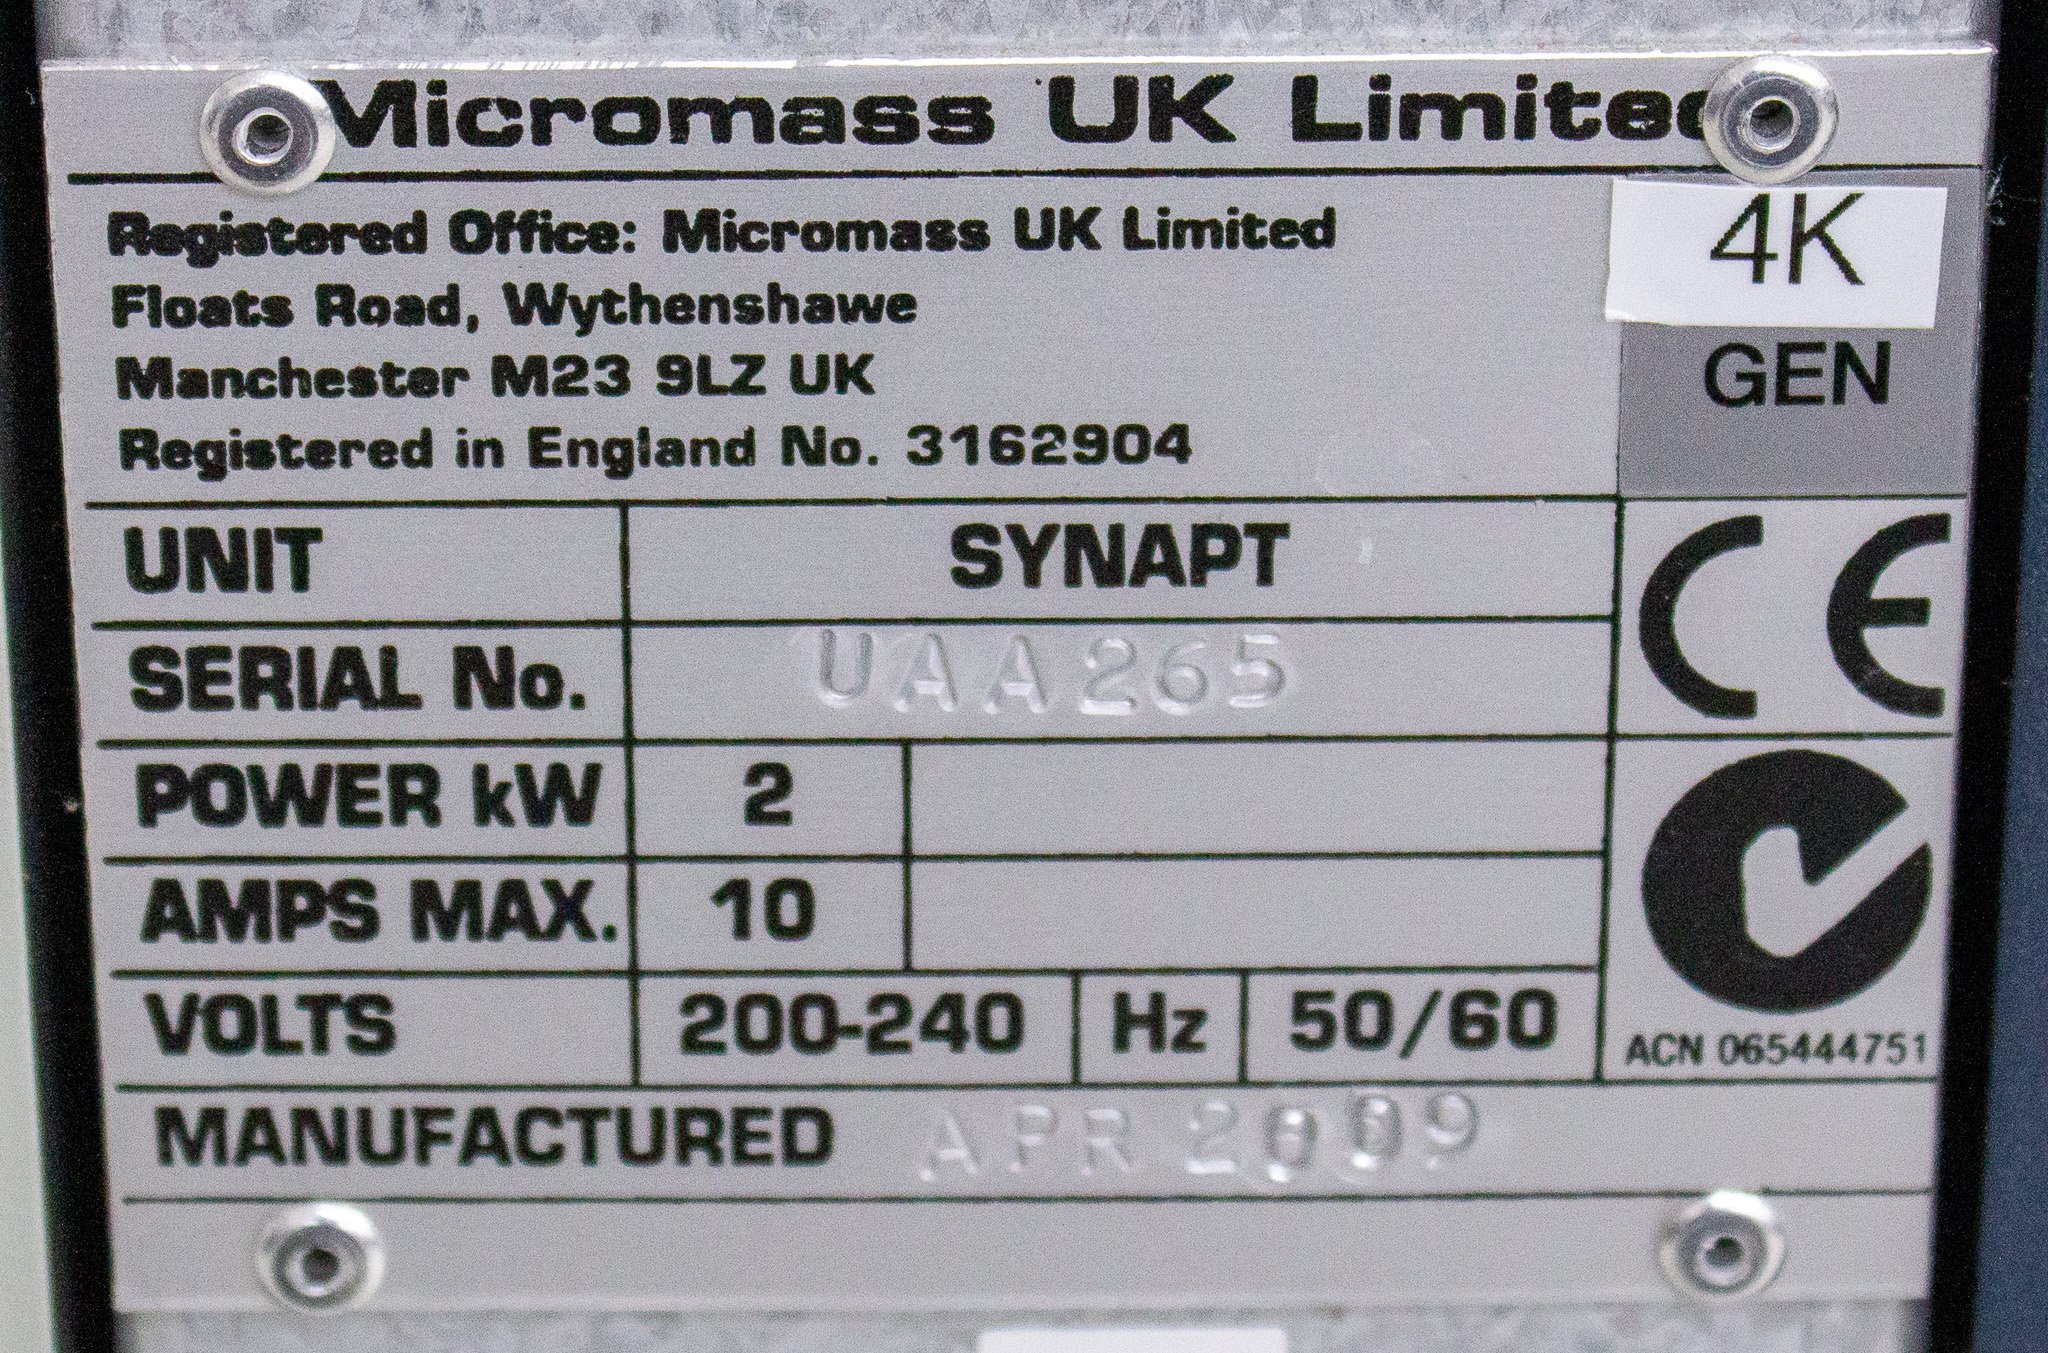 Micromass UK Limited
Registered Office: Micromass UK Limited
Floats Road, Wythenshawe
Manchester M23 9LZ UK
Registered in England No. 3162904
4K
GEN
UNIT SYNAPT
CE
SERIAL No. UAA265
POWER kW 2
AMPS MAX. 10
VOLTS 200-240 Hz 50/60
ACN 065444751
MANUFACTURED APR 2009